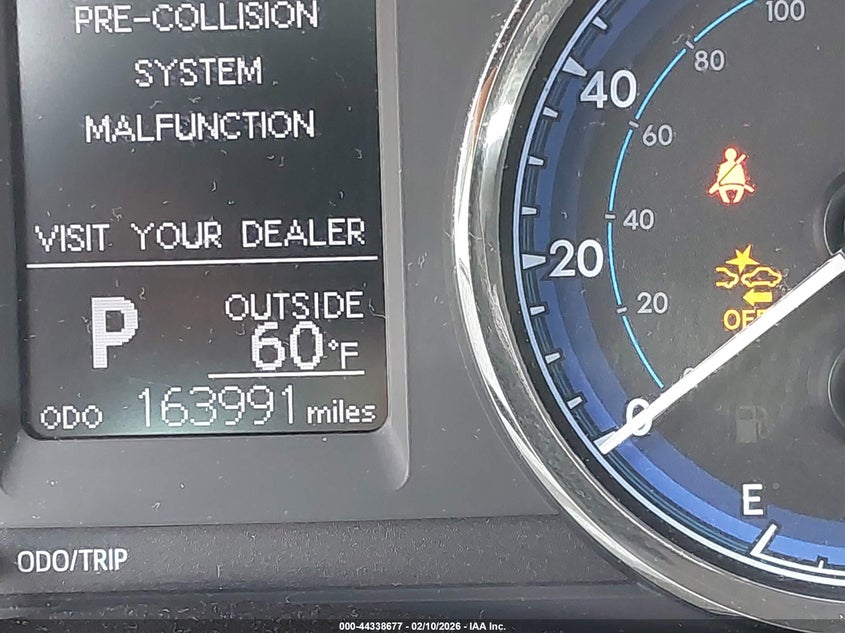 PRE-COLLISION
SYSTEM
MALFUNCTION
VISIT YOUR DEALER
P
OUTSIDE
60°F
ODO 163991 miles
ODO/TRIP
100
80
40
60
40
20
20
0
OFF
E
000-44338677 - 02/10/2026 - IAA Inc.